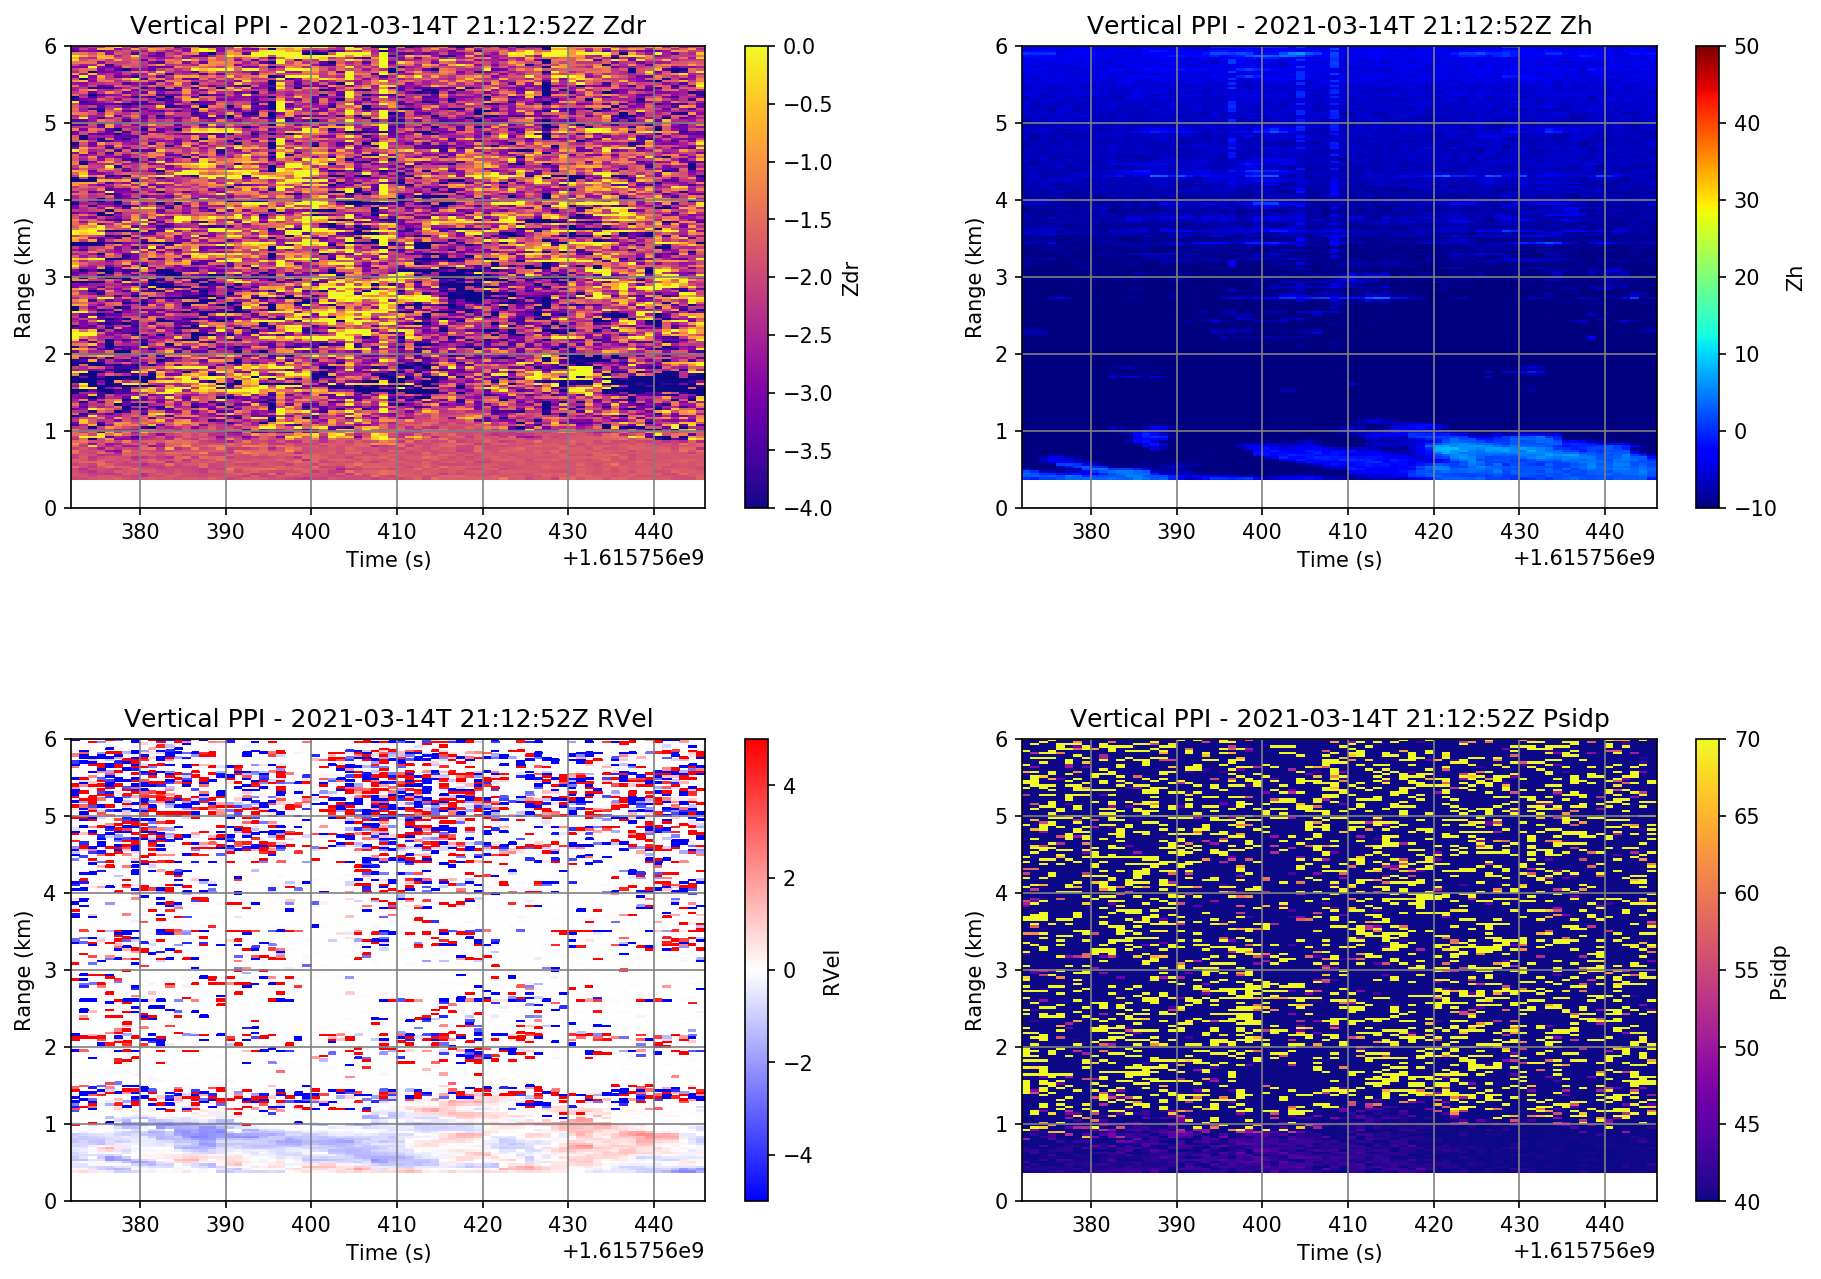 Vertical PPI - 2021-03-14T 21:12:52Z Zdr
6
5
4
3
2
1
0
Range (km)
380 390 400 410 420 430 440
Time (s)
+1.615756e9
0.0
−0.5
−1.0
−1.5
−2.0
−2.5
−3.0
−3.5
−4.0
Zdr
Vertical PPI - 2021-03-14T 21:12:52Z Zh
6
5
4
3
2
1
0
Range (km)
380 390 400 410 420 430 440
Time (s)
+1.615756e9
50
40
30
20
10
0
−10
Zh
Vertical PPI - 2021-03-14T 21:12:52Z RVel
6
5
4
3
2
1
0
Range (km)
380 390 400 410 420 430 440
Time (s)
+1.615756e9
4
2
0
−2
−4
RVel
Vertical PPI - 2021-03-14T 21:12:52Z Psidp
6
5
4
3
2
1
0
Range (km)
380 390 400 410 420 430 440
Time (s)
+1.615756e9
70
65
60
55
50
45
40
Psidp